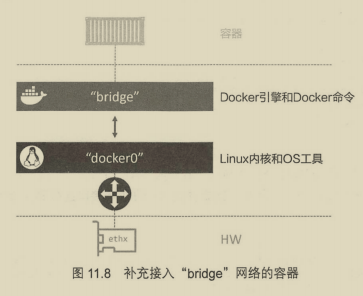 容器
“bridge” Docker引擎和Docker命令
“docker0” Linux内核和OS工具
ethx HW
图 11.8 补充接入“bridge”网络的容器